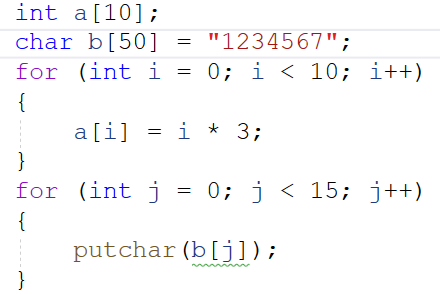 int a[10];
char b[50] = "1234567";
for (int i = 0; i < 10; i++)
{
    a[i] = i * 3;
}
for (int j = 0; j < 15; j++)
{
    putchar(b[j]);
}